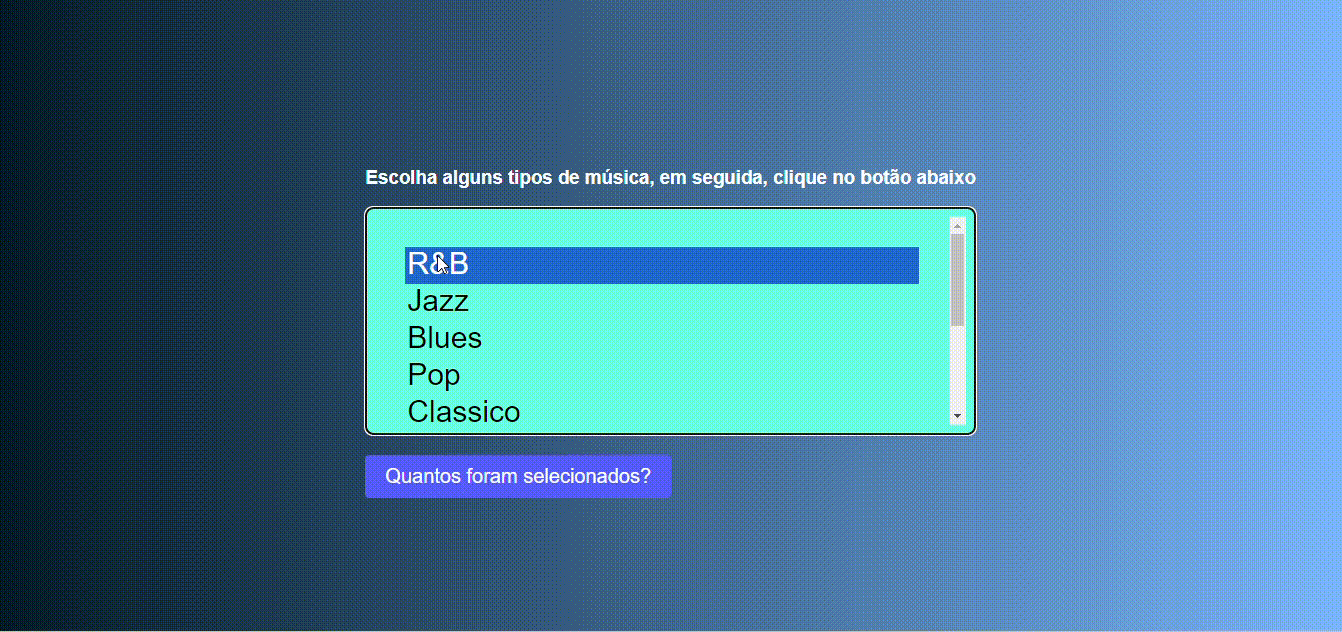 Escolha alguns tipos de música, em seguida, clique no botão abaixo
R&B
Jazz
Blues
Pop
Classico
Quantos foram selecionados?